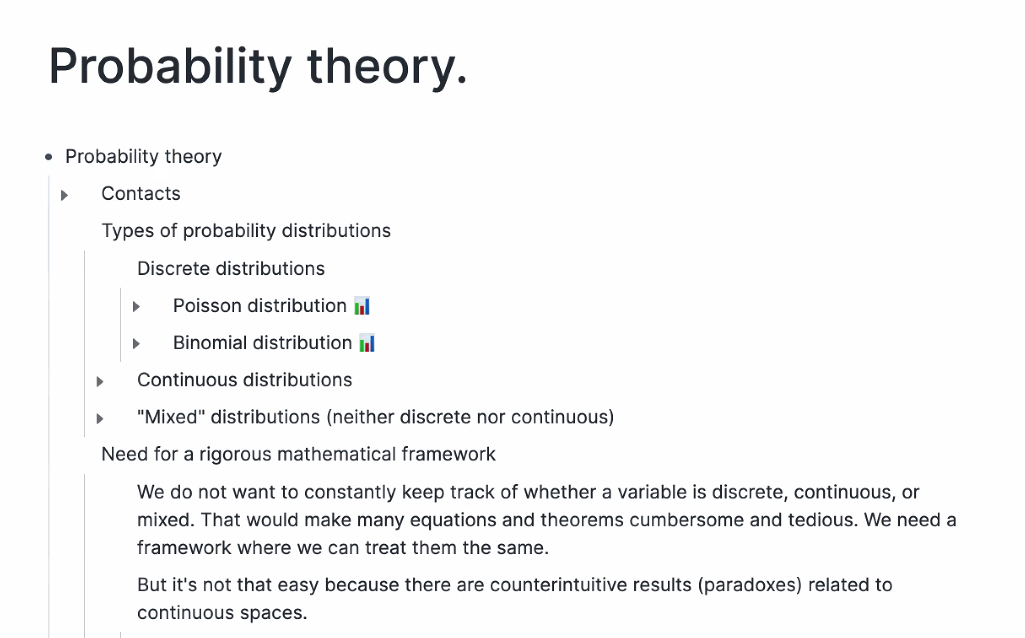 Probability theory.
Probability theory
Contacts
Types of probability distributions
Discrete distributions
Poisson distribution 📊
Binomial distribution 📊
Continuous distributions
"Mixed" distributions (neither discrete nor continuous)
Need for a rigorous mathematical framework
We do not want to constantly keep track of whether a variable is discrete, continuous, or
mixed. That would make many equations and theorems cumbersome and tedious. We need a
framework where we can treat them the same.
But it's not that easy because there are counterintuitive results (paradoxes) related to
continuous spaces.